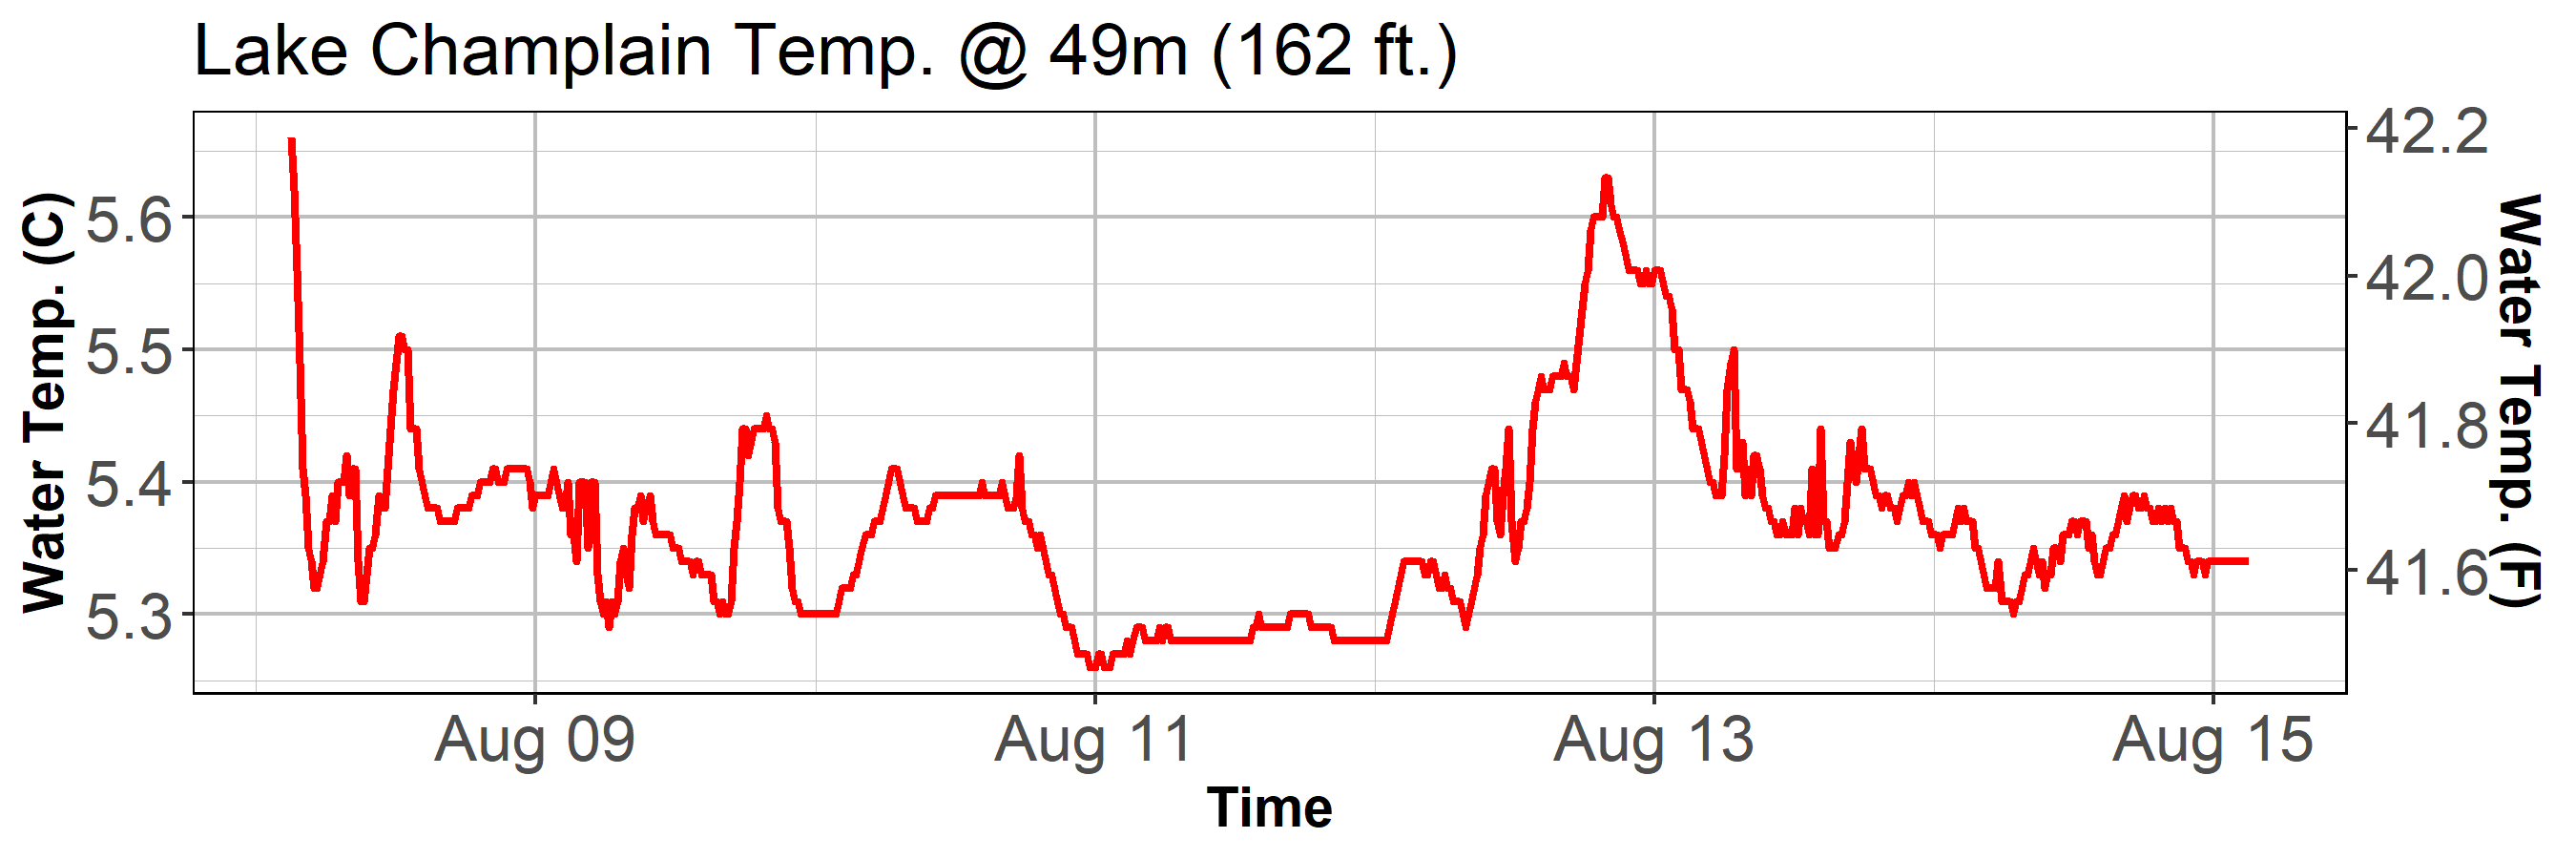 Lake Champlain Temp. @ 49m (162 ft.)
Water Temp. (C)
5.6
5.5
5.4
5.3
42.2
42.0
41.8
41.6
Water Temp. (F)
Aug 09
Aug 11
Aug 13
Aug 15
Time